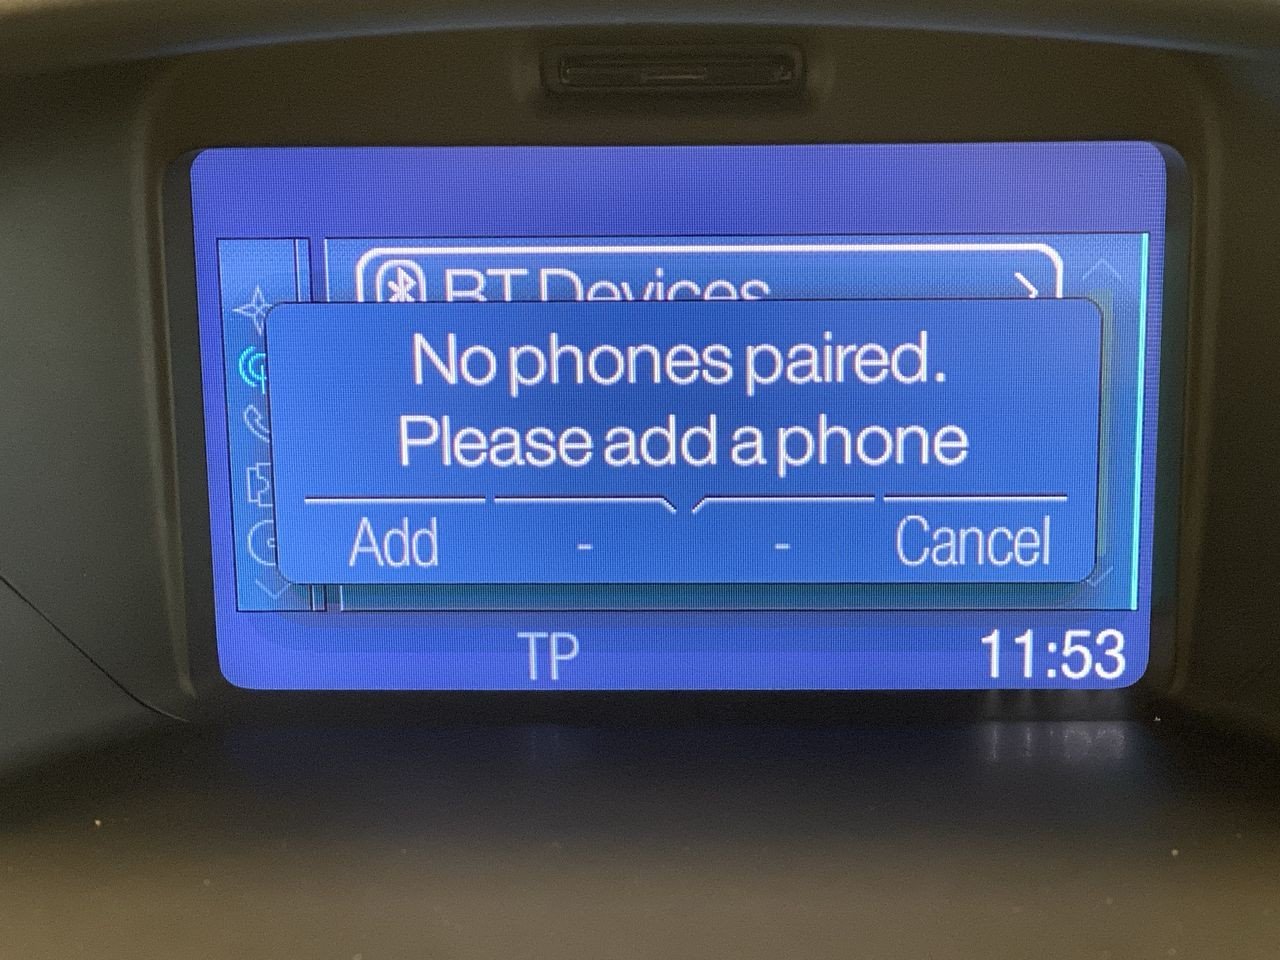 BT Devices
No phones paired.
Please add a phone
Add - - Cancel
TP 11:53